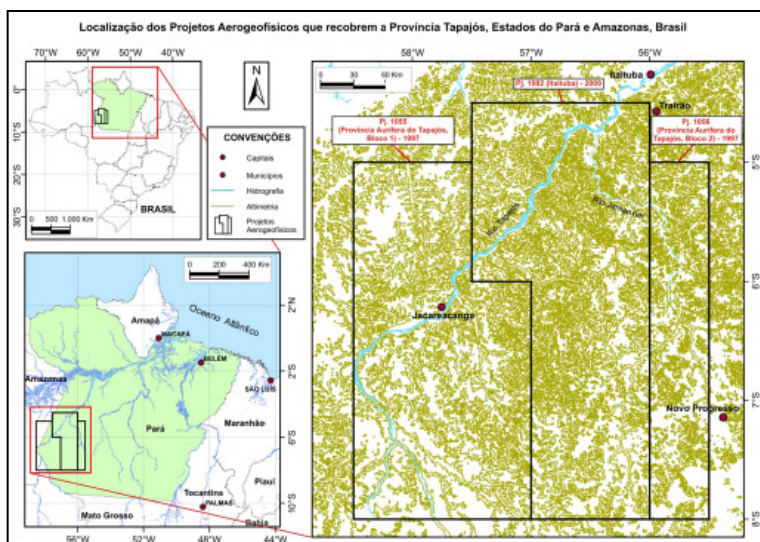 Localização dos Projetos Aerogeofísicos que recobrem a Província Tapajós, Estados do Pará e Amazonas, Brasil
70°W 60°W 50°W 40°W
0°
10°S
20°S
30°S
BRASIL
0 500 1.000 Km
N
CONVENÇÕES
Capitais
Municípios
Hidrografia
Altimetria
Projetos
Aerogeofísicos
0 200 400 Km
Oceano Atlântico
Amapá
MACAPÁ
BELÉM
SÃO LUÍS
Amazonas
Pará
Maranhão
Piauí
Tocantins
PALMAS
Mato Grosso
Bahia
2°N
2°S
6°S
10°S
56°W 52°W 48°W 44°W
58°W 57°W 56°W
0 30 60 Km
Itaituba
Pj. 1082 (Itaituba) - 2009
Trairão
Pj. 1055
(Província Aurífera do Tapajós,
Bloco 1) - 1997
Pj. 1056
(Província Aurífera do
Tapajós, Bloco 2) - 1997
Rio Tapajós
Jacareacanga
Novo Progresso
5°S
6°S
7°S
8°S